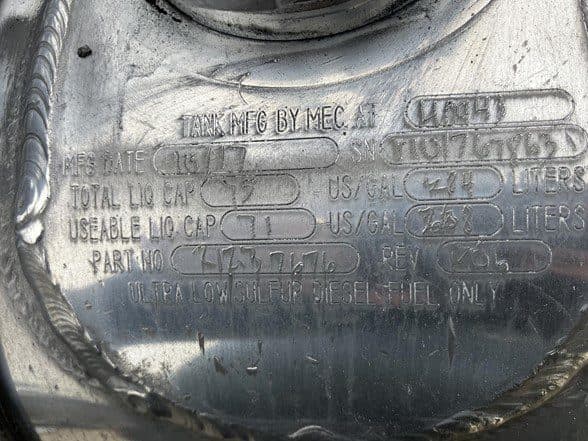 TANK MFG BY MEC. AT
MFG DATE SN
TOTAL LIQ CAP 75 US/GAL 284 LITERS
USEABLE LIQ CAP 71 US/GAL 268 LITERS
PART NO REV
ULTRA LOW SULFUR DIESEL FUEL ONLY